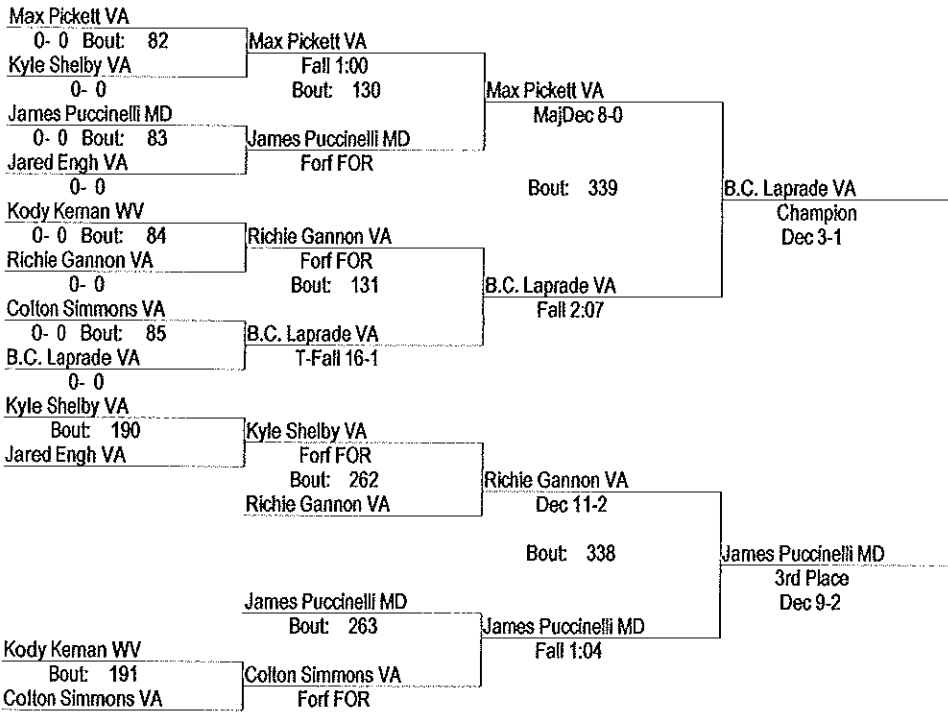 Max Pickett VA
0- 0 Bout: 82
Kyle Shelby VA
0- 0
James Puccinelli MD
0- 0 Bout: 83
Jared Engh VA
0- 0
Kody Kernan WV
0- 0 Bout: 84
Richie Gannon VA
0- 0
Colton Simmons VA
0- 0 Bout: 85
B.C. Laprade VA
0- 0
Max Pickett VA
Fall 1:00
Bout: 130
James Puccinelli MD
Forf FOR
Richie Gannon VA
Forf FOR
Bout: 131
B.C. Laprade VA
T-Fall 16-1
Max Pickett VA
MajDec 8-0
Bout: 339
B.C. Laprade VA
Fall 2:07
B.C. Laprade VA
Champion
Dec 3-1
Kyle Shelby VA
Bout: 190
Jared Engh VA
Kyle Shelby VA
Forf FOR
Bout: 262
Richie Gannon VA
Richie Gannon VA
Dec 11-2
Bout: 338
James Puccinelli MD
Bout: 263
Kody Kernan WV
Bout: 191
Colton Simmons VA
Colton Simmons VA
Forf FOR
James Puccinelli MD
Fall 1:04
James Puccinelli MD
3rd Place
Dec 9-2